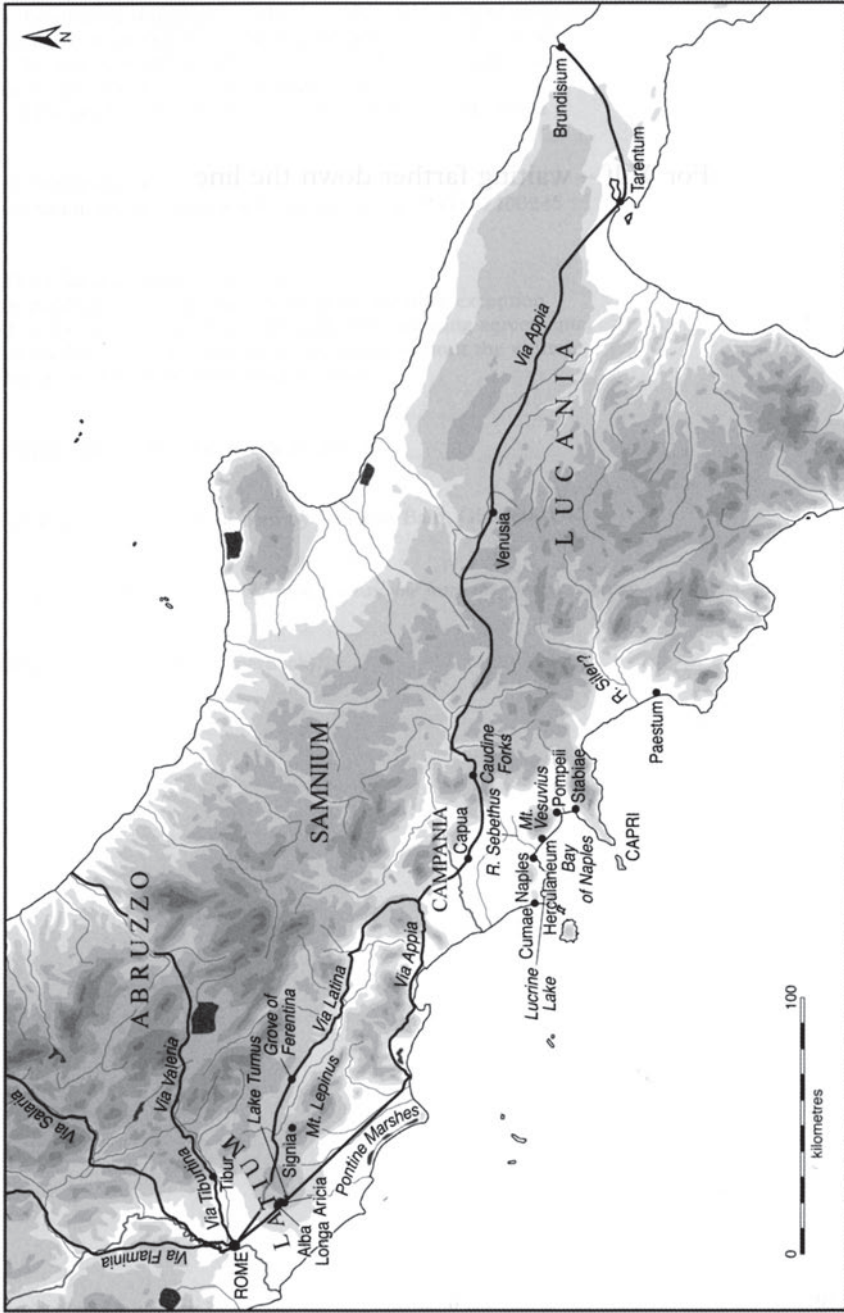 N
Via Salaria
Via Flaminia
ABRUZZO
Via Valeria
Via Tiburtina
Tibur
ROME
LATIUM
Alba
Longa
Aricia
Signia
Lake Turnus
Grove of
Ferentina
Mt. Lepinus
Via Latina
Pontine Marshes
Via Appia
SAMNIUM
CAMPANIA
Capua
Caudine
Forks
R. Sebethus
Mt.
Vesuvius
Cumae
Naples
Herculaneum
Pompeii
Stabiae
Bay
of Naples
Lucrine
Lake
CAPRI
R. Siler?
Paestum
Venusia
Via Appia
LUCANIA
Tarentum
Brundisium
0
100
kilometres